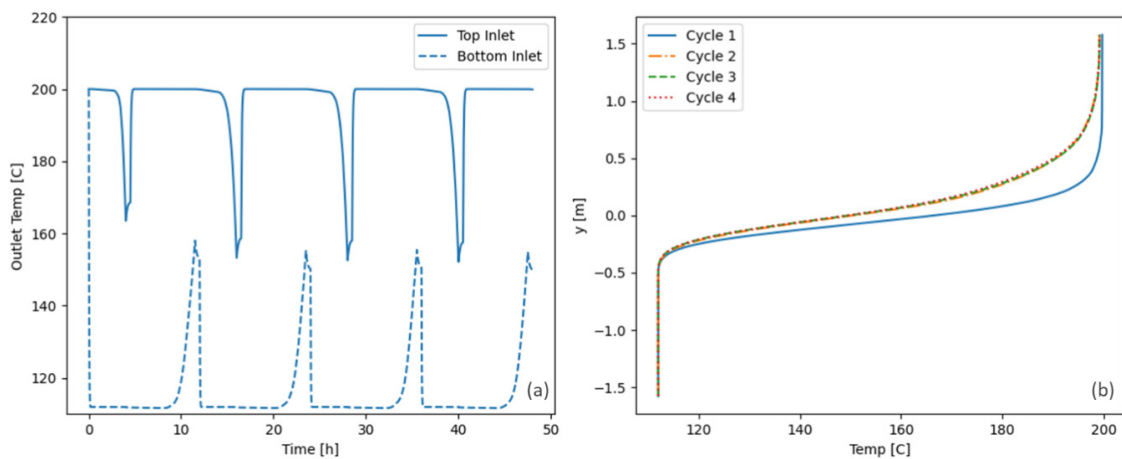 220
200
180
160
140
120
Outlet Temp [C]
Top Inlet
Bottom Inlet
(a)
0
10
20
30
40
50
Time [h]
1.5
1.0
0.5
0.0
−0.5
−1.0
−1.5
y [m]
Cycle 1
Cycle 2
Cycle 3
Cycle 4
(b)
120
140
160
180
200
Temp [C]